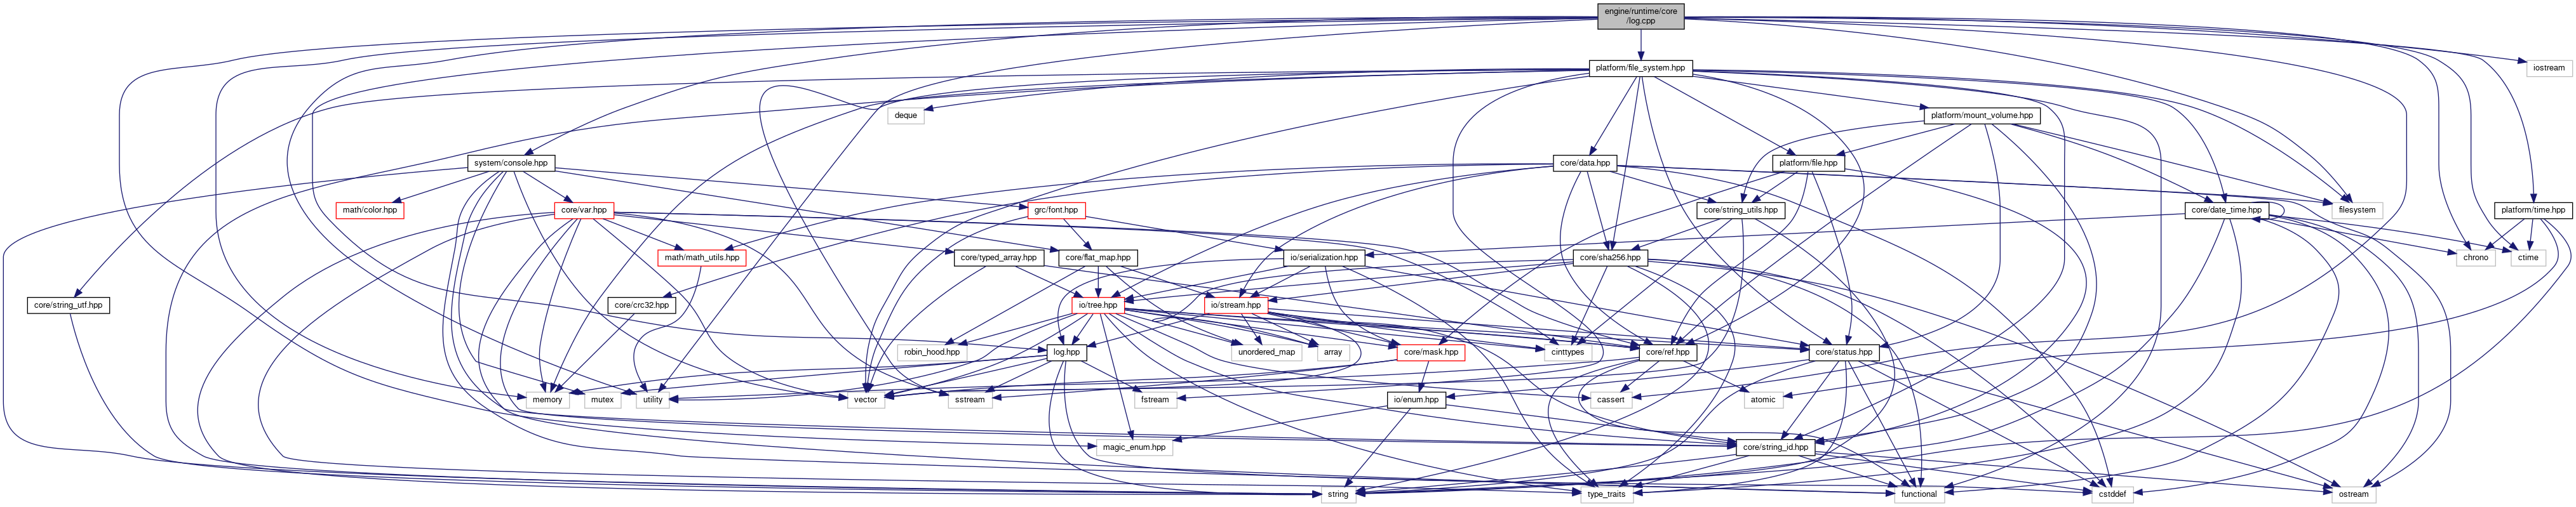 engine/runtime/core
/log.cpp
platform/file_system.hpp
iostream
deque
platform/mount_volume.hpp
system/console.hpp
core/data.hpp
platform/file.hpp
math/color.hpp
core/var.hpp
grc/font.hpp
core/string_utils.hpp
core/date_time.hpp
filesystem
platform/time.hpp
math/math_utils.hpp
core/typed_array.hpp
core/flat_map.hpp
io/serialization.hpp
core/sha256.hpp
chrono
ctime
core/string_utf.hpp
core/crc32.hpp
io/tree.hpp
io/stream.hpp
robin_hood.hpp
log.hpp
unordered_map
array
core/mask.hpp
cinttypes
core/ref.hpp
core/status.hpp
memory
mutex
utility
vector
sstream
fstream
io/enum.hpp
cassert
atomic
magic_enum.hpp
core/string_id.hpp
string
type_traits
functional
cstddef
ostream